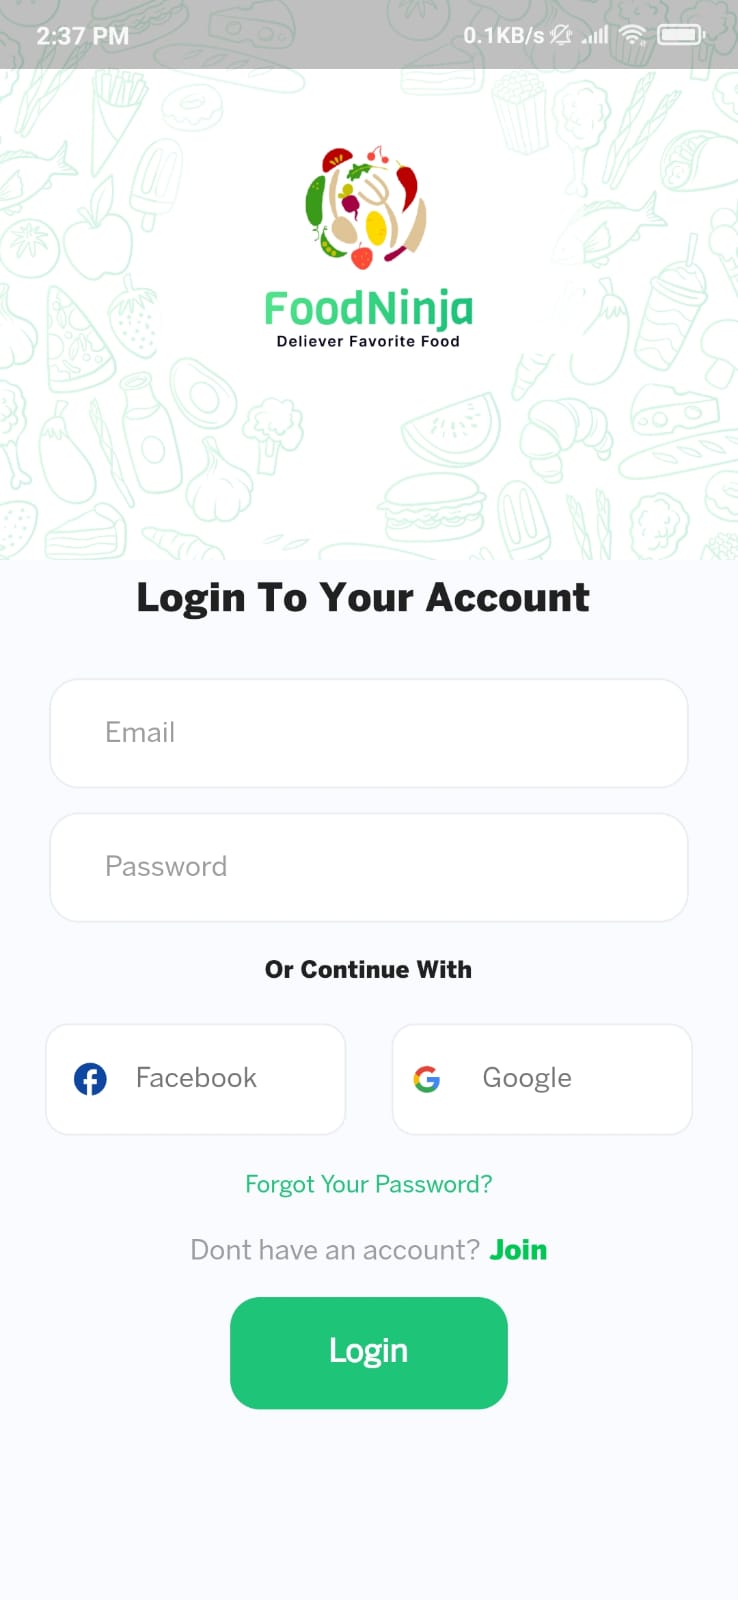 2:37 PM 0.1KB/s
FoodNinja
Deliever Favorite Food
Login To Your Account
Email
Password
Or Continue With
Facebook Google
Forgot Your Password?
Dont have an account? Join
Login